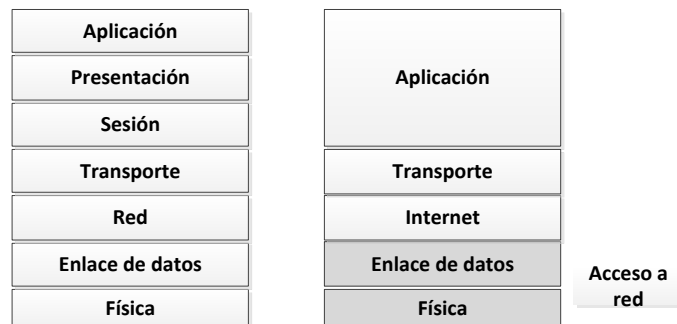 Aplicación
Presentación
Sesión
Transporte
Red
Enlace de datos
Física
Aplicación
Transporte
Internet
Enlace de datos
Física
Acceso a
red